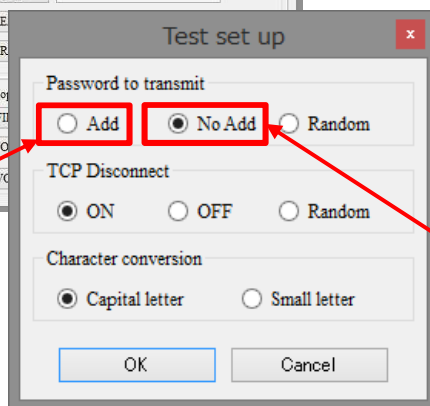 Test set up
x
Password to transmit
Add No Add Random
TCP Disconnect
ON OFF Random
Character conversion
Capital letter Small letter
OK Cancel